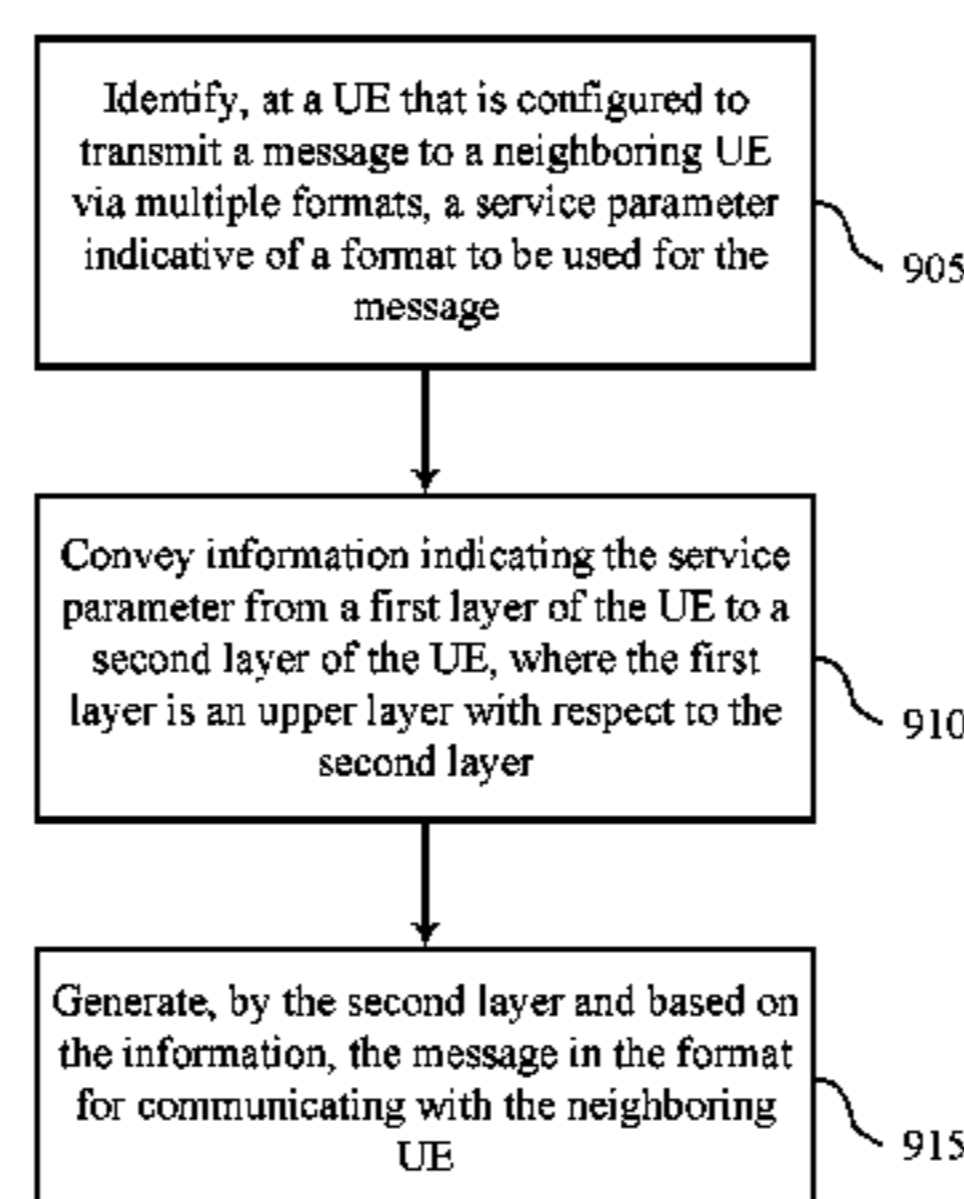 Identify, at a UE that is configured to
transmit a message to a neighboring UE
via multiple formats, a service parameter
indicative of a format to be used for the
message
905
Convey information indicating the service
parameter from a first layer of the UE to a
second layer of the UE, where the first
layer is an upper layer with respect to the
second layer
910
Generate, by the second layer and based on
the information, the message in the format
for communicating with the neighboring
UE
915